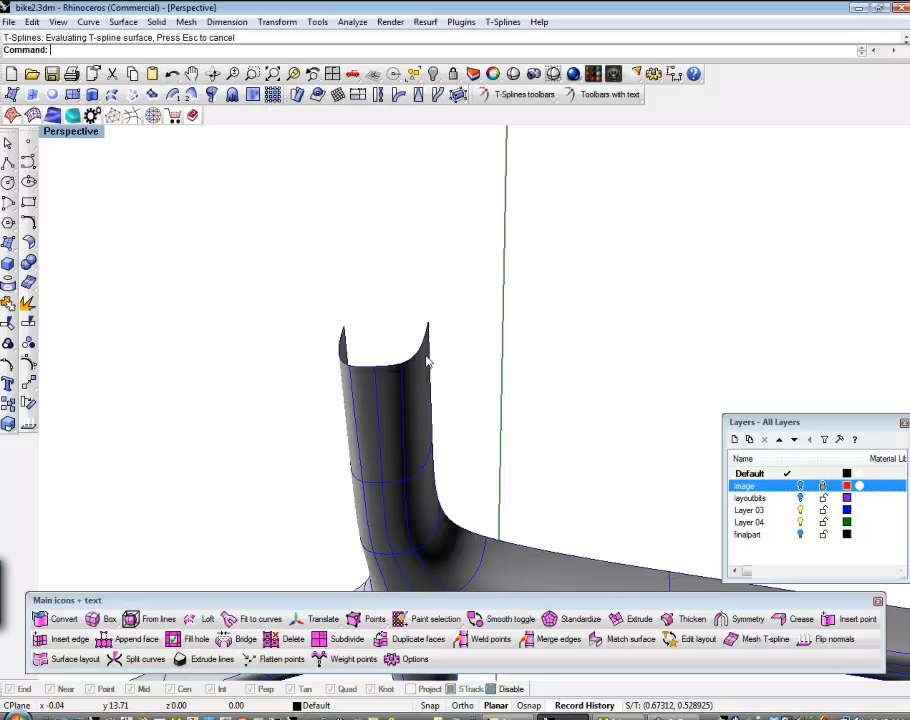 bike2.3dm - Rhinoceros (Commercial) - [Perspective]
File Edit View Curve Surface Solid Mesh Dimension Transform Tools Analyze Render Resurf Plugins T-Splines Help
T-Splines: Evaluating T-spline surface, Press Esc to cancel
Command:
T-Splines toolbars Toolbars with text
Perspective
Layers - All Layers
Name Material Lib
Default
image
layoutbits
Layer 03
Layer 04
finalpart
Main icons + text
Convert Box From lines Loft Fit to curves Translate Points Paint selection Smooth toggle Standardize Extrude Thicken Symmetry Crease Insert point
Insert edge Append face Fill hole Bridge Delete Subdivide Duplicate faces Weld points Merge edges Match surface Edit layout Mesh T-spline Flip normals
Surface layout Split curves Extrude lines Flatten points Weight points Options
End Near Point Mid Cen Int Perp Tan Quad Knot Project STrack Disable
CPlane x -0.04 y 13.71 z 0.00 0.00 Default Snap Ortho Planar Osnap Record History S/T: (0.67312, 0.528925)